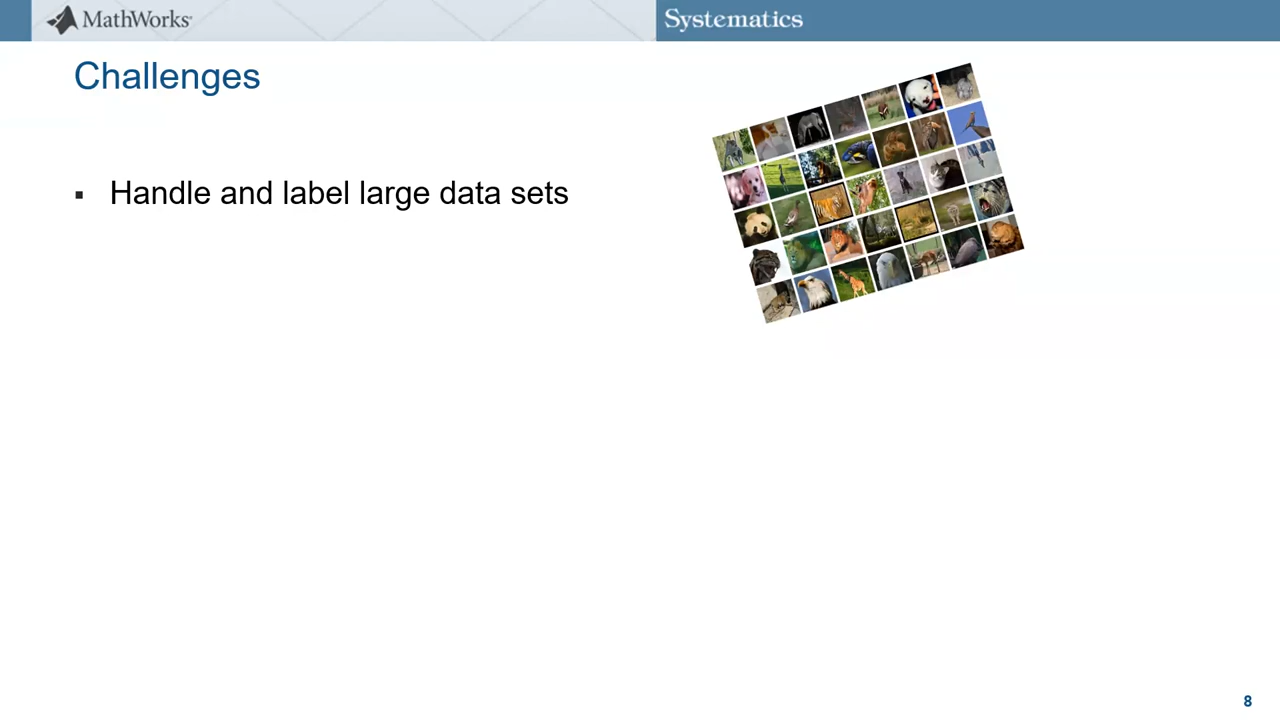 MathWorks®
Systematics
Challenges
▪ Handle and label large data sets
8